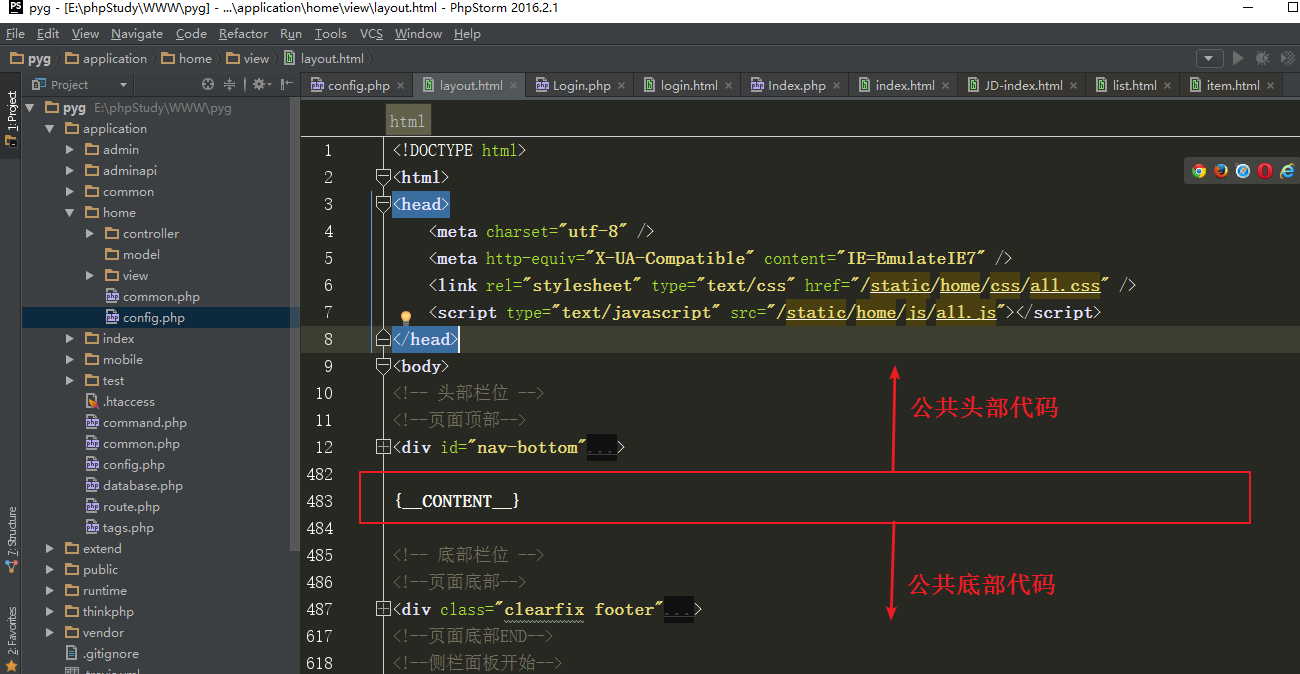 pyg - [E:\phpStudy\WWW\pyg] - ...\application\home\view\layout.html - PhpStorm 2016.2.1
File Edit View Navigate Code Refactor Run Tools VCS Window Help
pyg application home view layout.html
Project
config.php layout.html Login.php login.html Index.php index.html JD-index.html list.html item.html
1: Project
7: Structure
2: Favorites
pyg E:\phpStudy\WWW\pyg
application
admin
adminapi
common
home
controller
model
view
common.php
config.php
index
mobile
test
.htaccess
command.php
common.php
config.php
database.php
route.php
tags.php
extend
public
runtime
thinkphp
vendor
.gitignore
.travis.yml
html
1 <!DOCTYPE html>
2 <html>
3 <head>
4 <meta charset="utf-8" />
5 <meta http-equiv="X-UA-Compatible" content="IE=EmulateIE7" />
6 <link rel="stylesheet" type="text/css" href="/static/home/css/all.css" />
7 <script type="text/javascript" src="/static/home/js/all.js"></script>
8 </head>
9 <body>
10 <!-- 头部栏位 -->
11 <!--页面顶部-->
12 <div id="nav-bottom"...>
482
483 {__CONTENT__}
484
485 <!-- 底部栏位 -->
486 <!--页面底部-->
487 <div class="clearfix footer"...>
617 <!--页面底部END-->
618 <!--侧栏面板开始-->
公共头部代码
公共底部代码